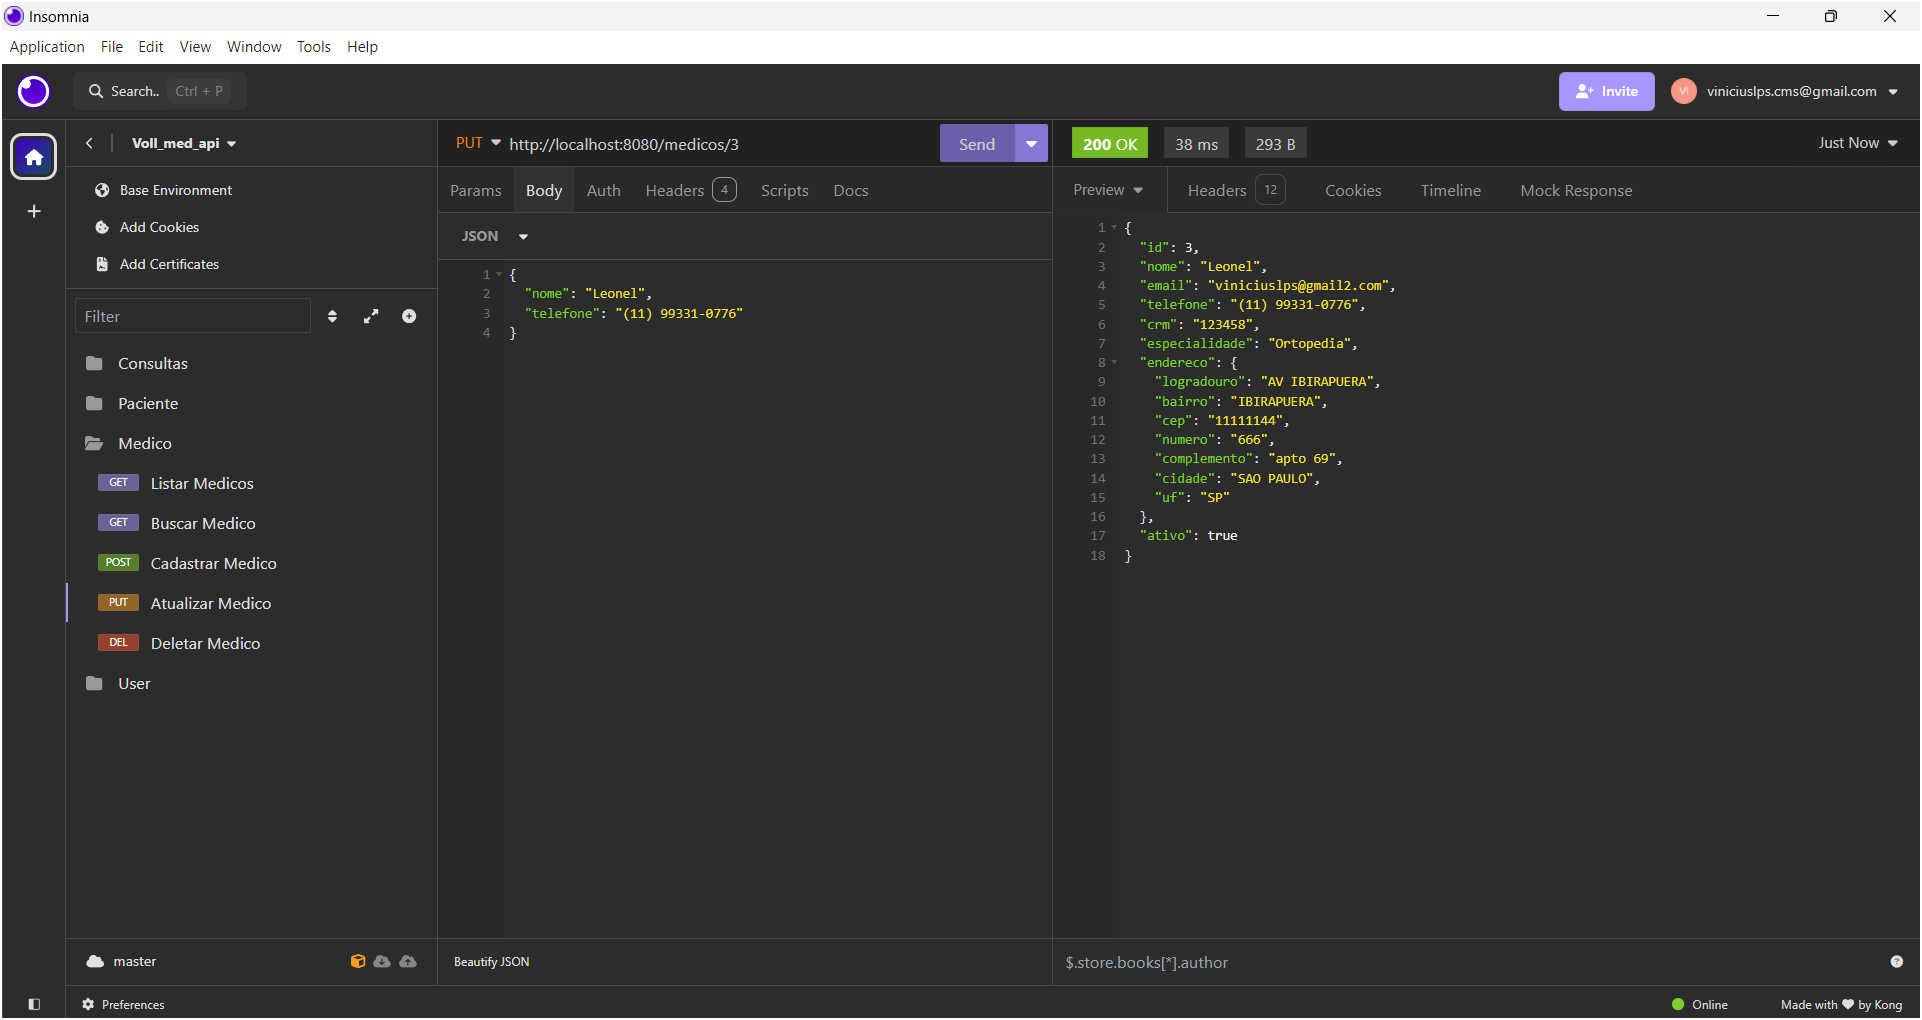 Insomnia
Application File Edit View Window Tools Help
Search.. Ctrl + P
Invite
VI viniciuslps.cms@gmail.com
Voll_med_api
Base Environment
Add Cookies
Add Certificates
Filter
Consultas
Paciente
Medico
GET Listar Medicos
GET Buscar Medico
POST Cadastrar Medico
PUT Atualizar Medico
DEL Deletar Medico
User
master
Preferences
PUT http://localhost:8080/medicos/3 Send
Params Body Auth Headers 4 Scripts Docs
JSON
1 {
2 "nome": "Leonel",
3 "telefone": "(11) 99331-0776"
4 }
Beautify JSON
200 OK 38 ms 293 B Just Now
Preview Headers 12 Cookies Timeline Mock Response
1 {
2 "id": 3,
3 "nome": "Leonel",
4 "email": "viniciuslps@gmail2.com",
5 "telefone": "(11) 99331-0776",
6 "crm": "123458",
7 "especialidade": "Ortopedia",
8 "endereco": {
9 "logradouro": "AV IBIRAPUERA",
10 "bairro": "IBIRAPUERA",
11 "cep": "11111144",
12 "numero": "666",
13 "complemento": "apto 69",
14 "cidade": "SAO PAULO",
15 "uf": "SP"
16 },
17 "ativo": true
18 }
$.store.books[*].author
Online Made with ♥ by Kong